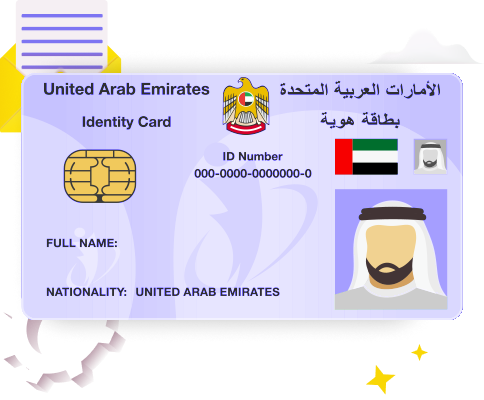 United Arab Emirates
الأمارات العربية المتحدة
Identity Card
بطاقة هوية
ID Number
000-0000-0000000-0
FULL NAME:
NATIONALITY: UNITED ARAB EMIRATES